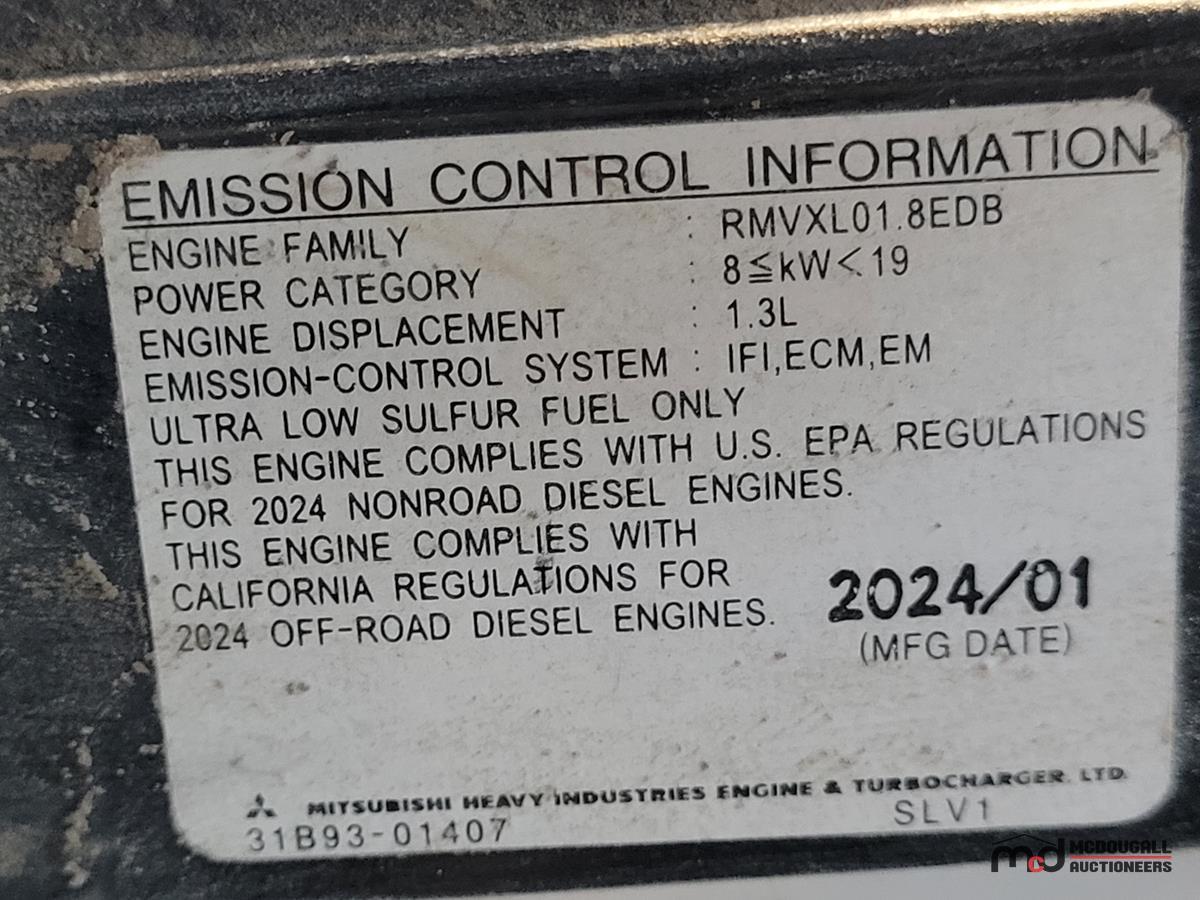 EMISSION CONTROL INFORMATION
ENGINE FAMILY : RMVXL01.8EDB
POWER CATEGORY : 8≦kW<19
ENGINE DISPLACEMENT : 1.3L
EMISSION-CONTROL SYSTEM : IFI,ECM,EM
ULTRA LOW SULFUR FUEL ONLY
THIS ENGINE COMPLIES WITH U.S. EPA REGULATIONS
FOR 2024 NONROAD DIESEL ENGINES.
THIS ENGINE COMPLIES WITH
CALIFORNIA REGULATIONS FOR
2024 OFF-ROAD DIESEL ENGINES.
2024/01
(MFG DATE)
MITSUBISHI HEAVY INDUSTRIES ENGINE & TURBOCHARGER, LTD.
31B93-01407 SLV1
mcd MCDOUGALL
AUCTIONEERS